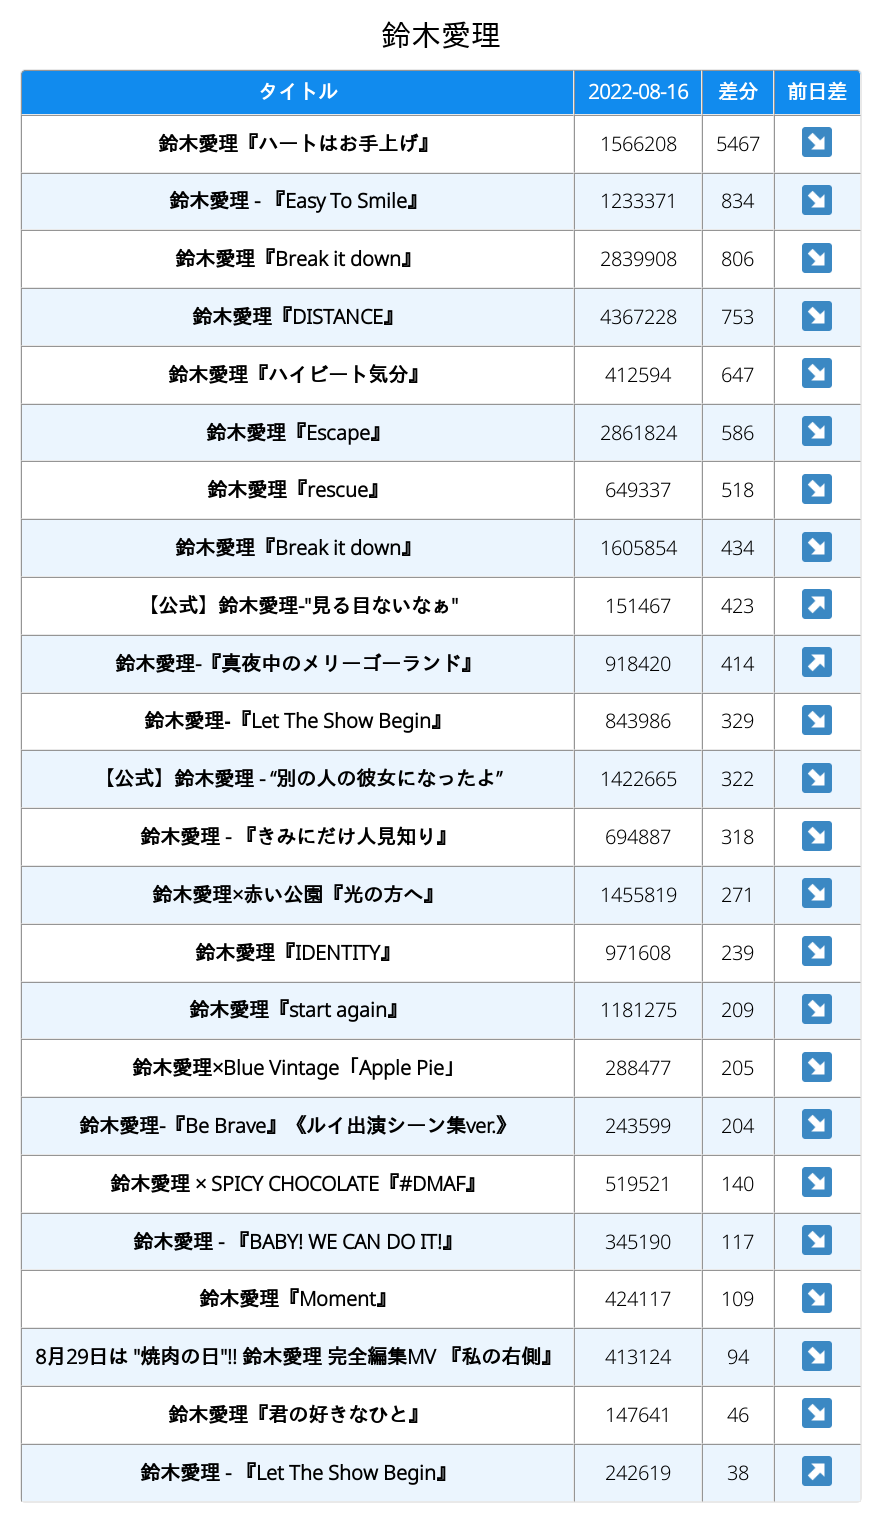 鈴木愛理
タイトル 2022-08-16 差分 前日差
鈴木愛理『ハートはお手上げ』 1566208 5467 ↘
鈴木愛理 - 『Easy To Smile』 1233371 834 ↘
鈴木愛理『Break it down』 2839908 806 ↘
鈴木愛理『DISTANCE』 4367228 753 ↘
鈴木愛理『ハイビート気分』 412594 647 ↘
鈴木愛理『Escape』 2861824 586 ↘
鈴木愛理『rescue』 649337 518 ↘
鈴木愛理『Break it down』 1605854 434 ↘
【公式】鈴木愛理-"見る目ないなぁ" 151467 423 ↗
鈴木愛理-『真夜中のメリーゴーランド』 918420 414 ↗
鈴木愛理-『Let The Show Begin』 843986 329 ↘
【公式】鈴木愛理 - “別の人の彼女になったよ” 1422665 322 ↘
鈴木愛理 - 『きみにだけ人見知り』 694887 318 ↘
鈴木愛理×赤い公園『光の方へ』 1455819 271 ↘
鈴木愛理『IDENTITY』 971608 239 ↘
鈴木愛理『start again』 1181275 209 ↘
鈴木愛理×Blue Vintage「Apple Pie」 288477 205 ↘
鈴木愛理-『Be Brave』《ルイ出演シーン集ver.》 243599 204 ↘
鈴木愛理 × SPICY CHOCOLATE『#DMAF』 519521 140 ↘
鈴木愛理 - 『BABY! WE CAN DO IT!』 345190 117 ↘
鈴木愛理『Moment』 424117 109 ↘
8月29日は "焼肉の日"!! 鈴木愛理 完全編集MV 『私の右側』 413124 94 ↘
鈴木愛理『君の好きなひと』 147641 46 ↘
鈴木愛理 - 『Let The Show Begin』 242619 38 ↗